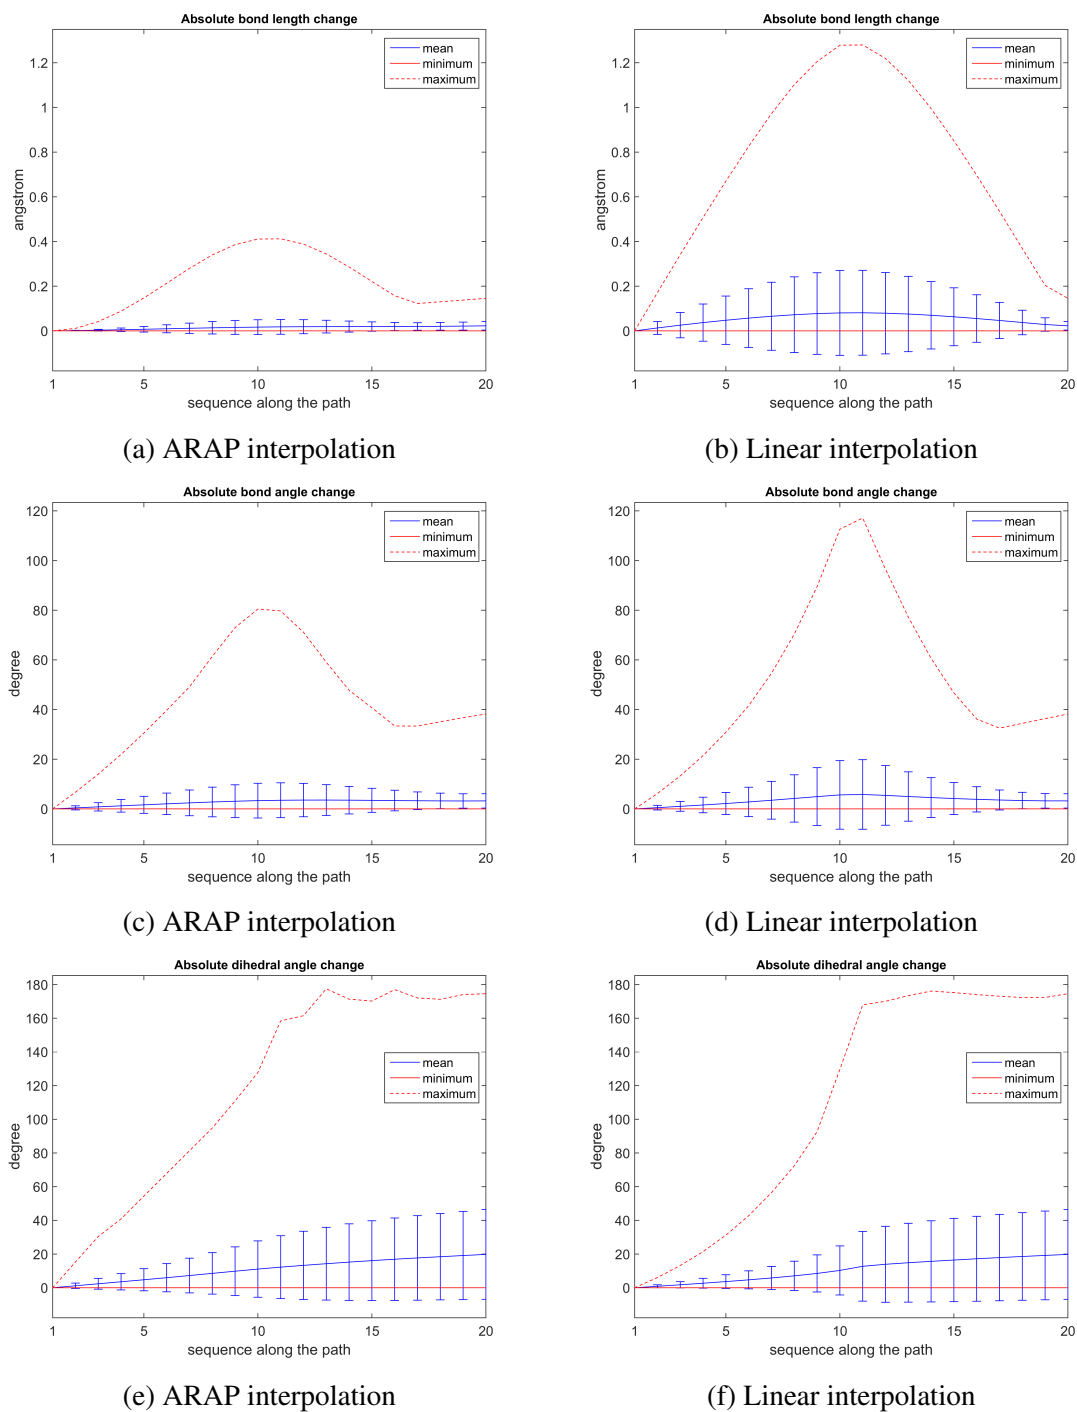 Absolute bond length change
mean
minimum
maximum
1.2
1
0.8
0.6
0.4
0.2
0
angstrom
1 5 10 15 20
sequence along the path
(a) ARAP interpolation
Absolute bond length change
mean
minimum
maximum
1.2
1
0.8
0.6
0.4
0.2
0
angstrom
1 5 10 15 20
sequence along the path
(b) Linear interpolation
Absolute bond angle change
mean
minimum
maximum
120
100
80
60
40
20
0
degree
1 5 10 15 20
sequence along the path
(c) ARAP interpolation
Absolute bond angle change
mean
minimum
maximum
120
100
80
60
40
20
0
degree
1 5 10 15 20
sequence along the path
(d) Linear interpolation
Absolute dihedral angle change
mean
minimum
maximum
180
160
140
120
100
80
60
40
20
0
degree
1 5 10 15 20
sequence along the path
(e) ARAP interpolation
Absolute dihedral angle change
mean
minimum
maximum
180
160
140
120
100
80
60
40
20
0
degree
1 5 10 15 20
sequence along the path
(f) Linear interpolation